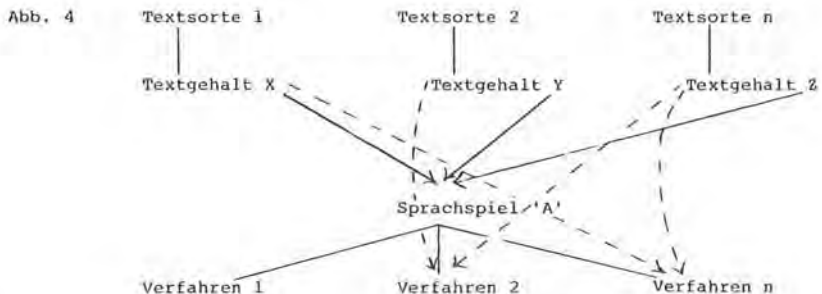 Abb. 4 Textsorte 1 Textsorte 2 Textsorte n
Textgehalt X Textgehalt Y Textgehalt Z
Sprachspiel 'A'
Verfahren 1 Verfahren 2 Verfahren n